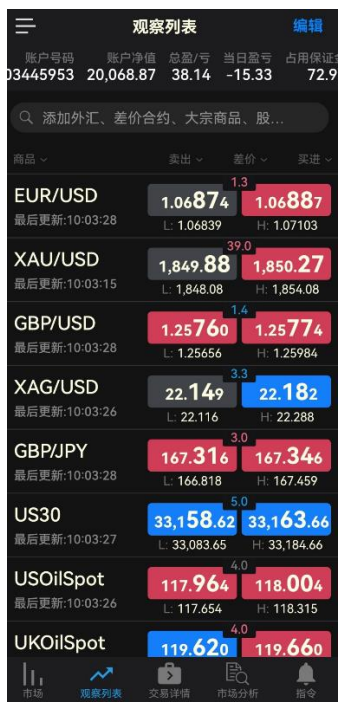 观察列表 编辑
账户号码 账户净值 总盈/亏 当日盈亏 占用保证金
03445953 20,068.87 38.14 -15.33 72.9
添加外汇、差价合约、大宗商品、股...
商品 卖出 差价 买进
EUR/USD 1.06874 1.3 1.06887
最后更新:10:03:28 L: 1.06839 H: 1.07103
XAU/USD 1,849.88 39.0 1,850.27
最后更新:10:03:15 L: 1,848.08 H: 1,854.08
GBP/USD 1.25760 1.4 1.25774
最后更新:10:03:28 L: 1.25656 H: 1.25984
XAG/USD 22.149 3.3 22.182
最后更新:10:03:26 L: 22.116 H: 22.288
GBP/JPY 167.316 3.0 167.346
最后更新:10:03:28 L: 166.818 H: 167.459
US30 33,158.62 5.0 33,163.66
最后更新:10:03:27 L: 33,083.65 H: 33,184.66
USOilSpot 117.964 4.0 118.004
最后更新:10:03:26 L: 117.654 H: 118.315
UKOilSpot 119.620 4.0 119.660
市场 观察列表 交易详情 市场分析 指令